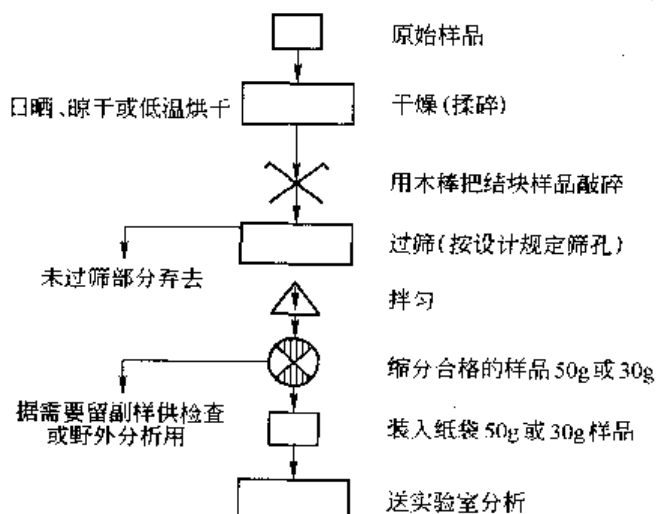 原始样品
日晒、晾干或低温烘干
干燥(揉碎)
用木棒把结块样品敲碎
过筛(按设计规定筛孔)
未过筛部分弃去
拌匀
缩分合格的样品50g或30g
据需要留副样供检查
或野外分析用
装入纸袋50g或30g样品
送实验室分析